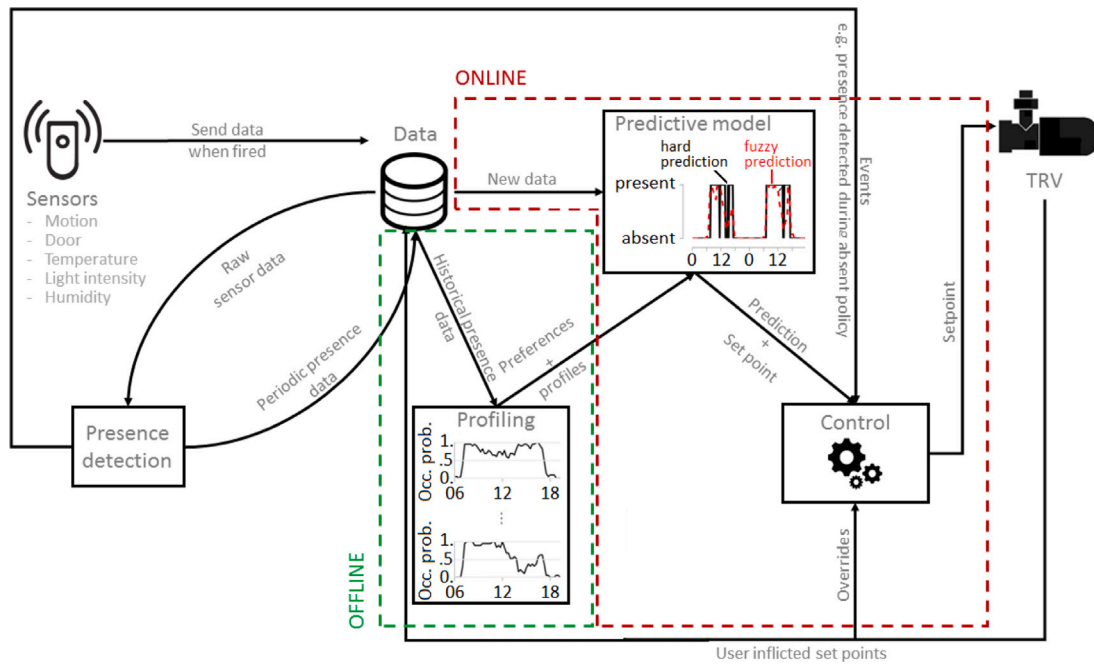 ONLINE
e.g. presence detected during absent policy
Events
Send data
when fired
Data
Sensors
- Motion
- Door
- Temperature
- Light intensity
- Humidity
New data
Predictive model
hard
prediction
fuzzy
prediction
present
absent
0 12 0 12
TRV
Raw
sensor data
Periodic presence
data
Historical presence
data
Preferences
+
profiles
Prediction
+
Set point
Setpoint
Presence
detection
Profiling
Occ. prob.
1.
.5
0.
06 12 18
...
Occ. prob.
1.
.5
0.
06 12 18
Control
Overripies
OFFLINE
User inflicted set points